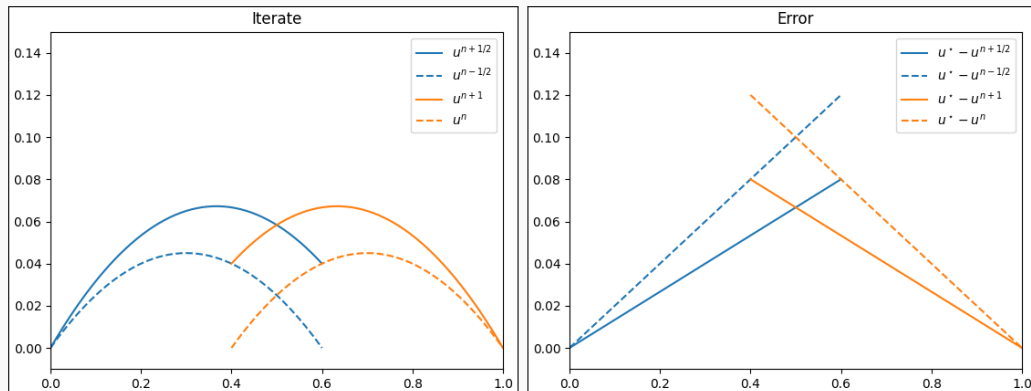 Iterate
0.14
0.12
0.10
0.08
0.06
0.04
0.02
0.00
0.0 0.2 0.4 0.6 0.8 1.0
u^{n+1/2}
u^{n−1/2}
u^{n+1}
u^{n}
Error
0.14
0.12
0.10
0.08
0.06
0.04
0.02
0.00
0.0 0.2 0.4 0.6 0.8 1.0
u^{⋆} − u^{n+1/2}
u^{⋆} − u^{n−1/2}
u^{⋆} − u^{n+1}
u^{⋆} − u^{n}